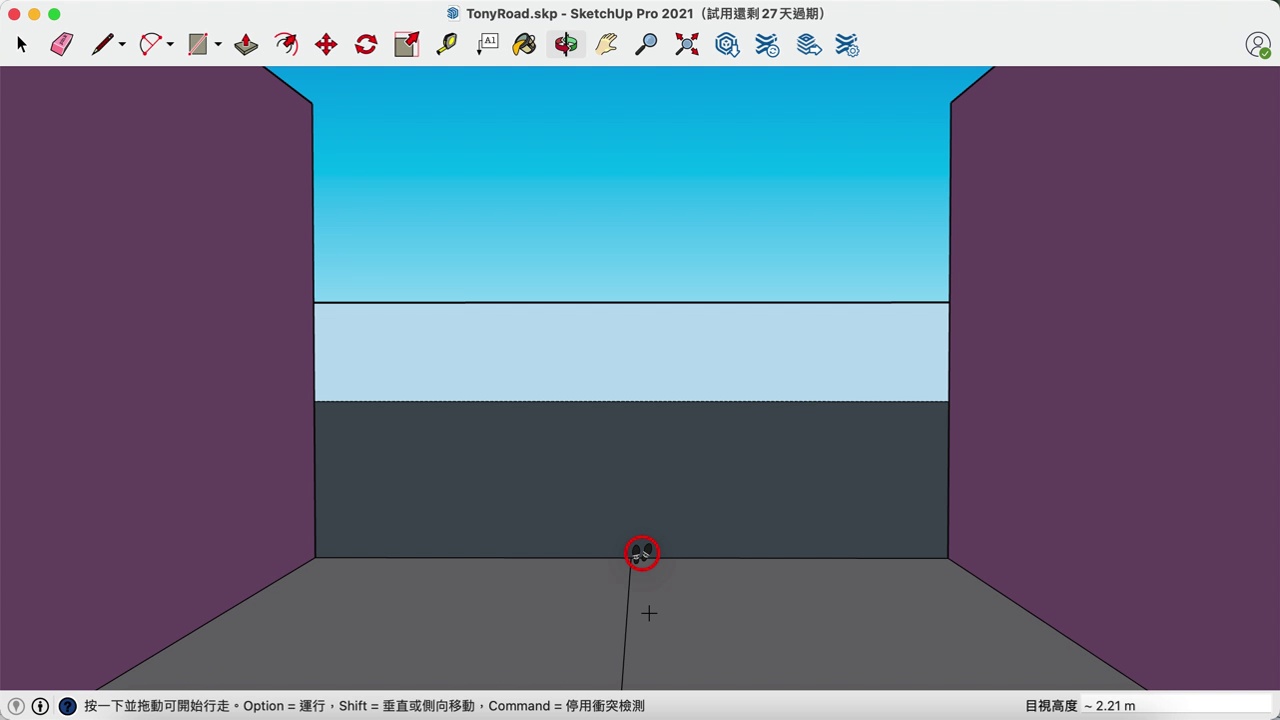 TonyRoad.skp - SketchUp Pro 2021（試用還剩 27 天過期）
A1
按一下並拖動可開始行走。Option = 運行，Shift = 垂直或側向移動，Command = 停用衝突檢測
目視高度 ~ 2.21 m